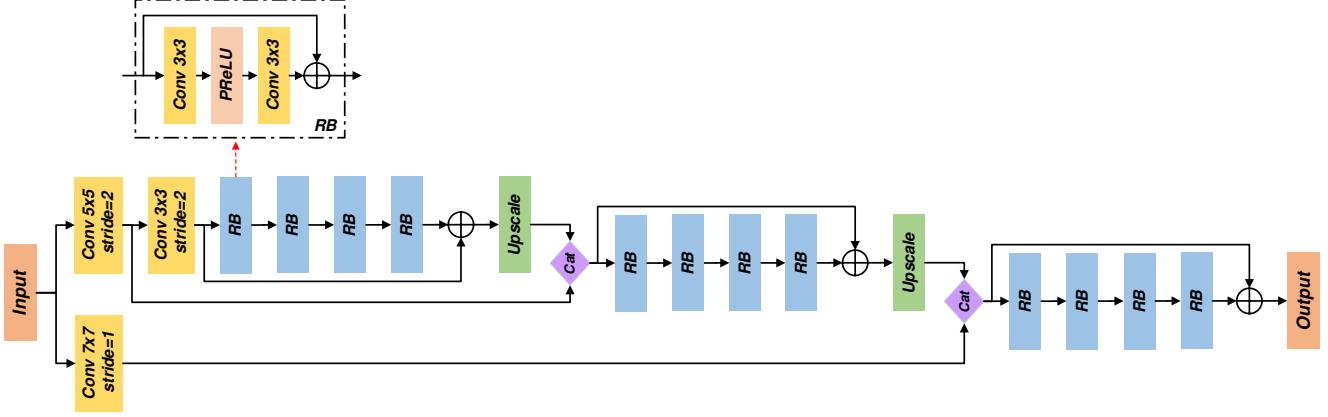 Conv 3x3
PReLU
Conv 3x3
RB
Input
Conv 5x5
stride=2
Conv 3x3
stride=2
RB
RB
RB
RB
Upscale
Cat
RB
RB
RB
RB
Upscale
Cat
RB
RB
RB
RB
Output
Conv 7x7
stride=1